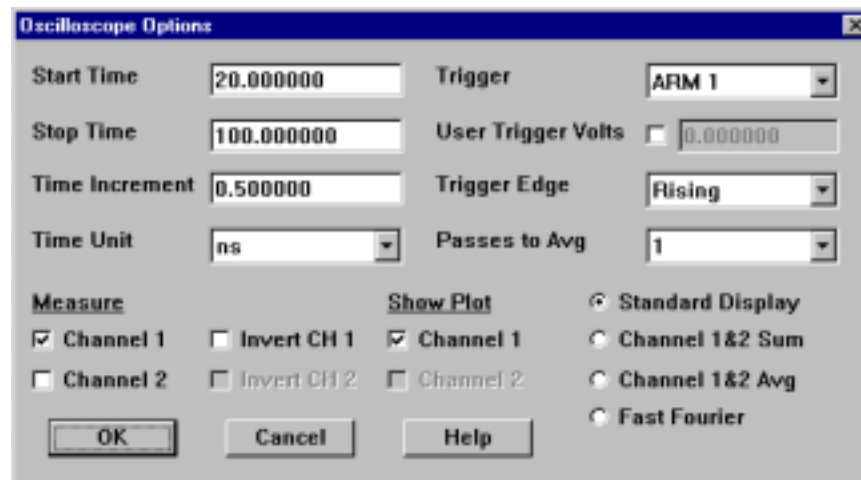 Oscilloscope Options
Start Time 20.000000 Trigger ARM 1
Stop Time 100.000000 User Trigger Volts 0.000000
Time Increment 0.500000 Trigger Edge Rising
Time Unit ns Passes to Avg 1
Measure Show Plot Standard Display
Channel 1 Invert CH 1 Channel 1 Channel 1&2 Sum
Channel 2 Invert CH 2 Channel 2 Channel 1&2 Avg
Fast Fourier
OK Cancel Help